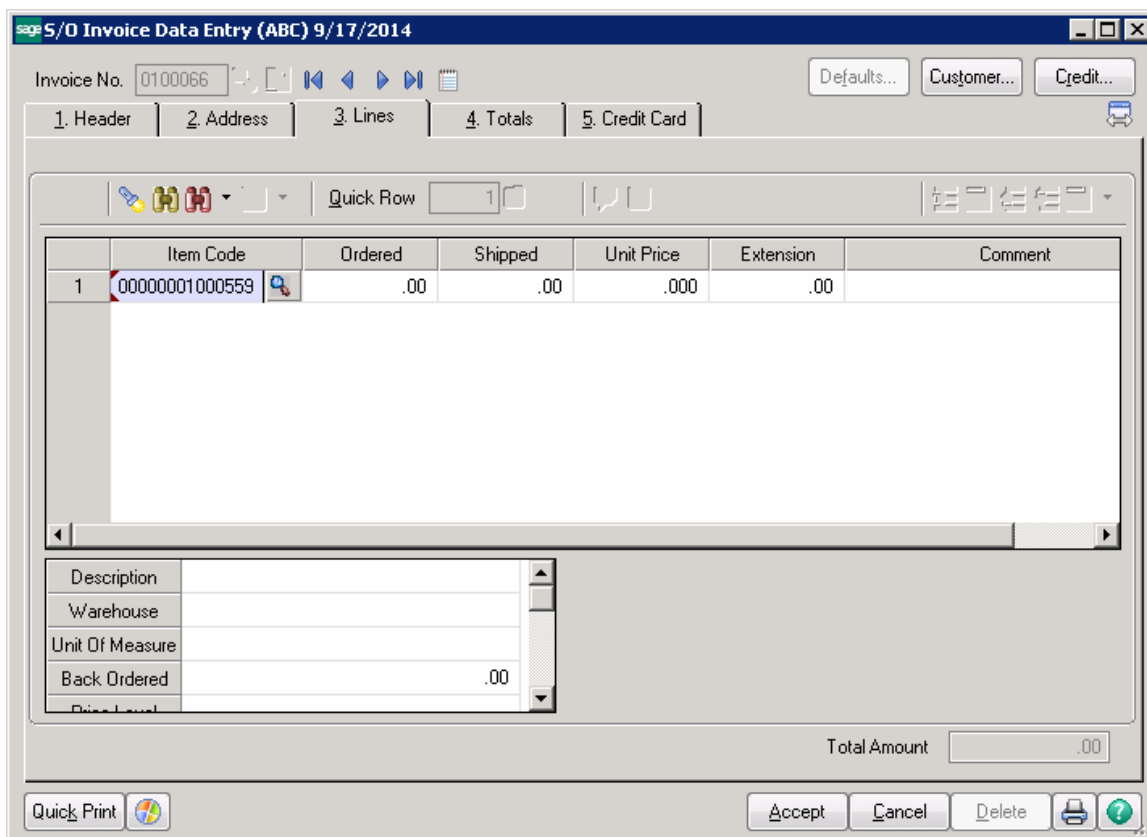 sage S/O Invoice Data Entry (ABC) 9/17/2014
Invoice No. 0100066 Defaults... Customer... Credit...
1. Header 2. Address 3. Lines 4. Totals 5. Credit Card
Quick Row 1
Item Code Ordered Shipped Unit Price Extension Comment
1 00000001000559 .00 .00 .000 .00
Description
Warehouse
Unit Of Measure
Back Ordered .00
Price Level
Total Amount .00
Quick Print Accept Cancel Delete ?